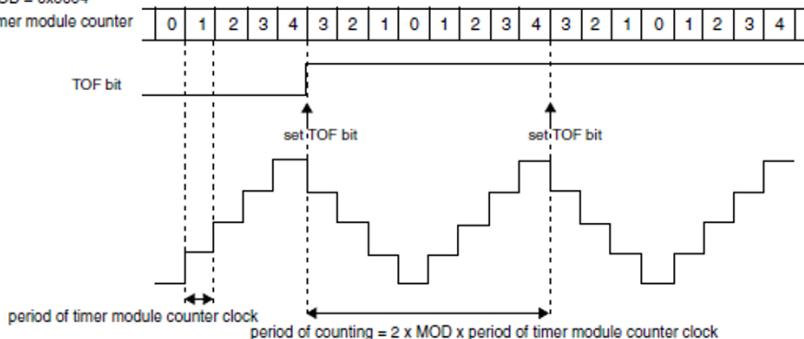 mer module counter 0 1 2 3 4 3 2 1 0 1 2 3 4 3 2 1 0 1 2 3 4
TOF bit
set TOF bit set TOF bit
period of timer module counter clock
period of counting = 2 x MOD x period of timer module counter clock